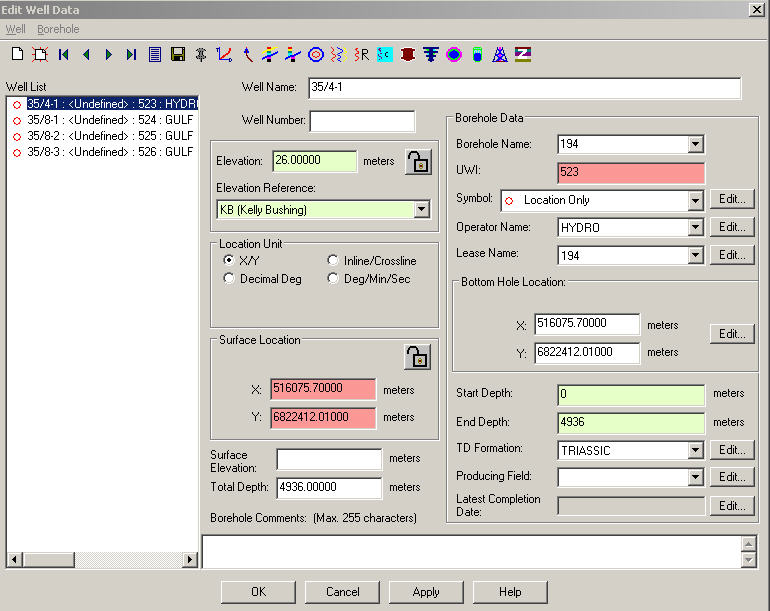 Edit Well Data
Well Borehole
Well List
35/4-1 : <Undefined> : 523 : HYDR
35/8-1 : <Undefined> : 524 : GULF
35/8-2 : <Undefined> : 525 : GULF
35/8-3 : <Undefined> : 526 : GULF
Well Name: 35/4-1
Well Number:
Elevation: 26.00000 meters
Elevation Reference:
KB (Kelly Bushing)
Location Unit
X/Y Inline/Crossline
Decimal Deg Deg/Min/Sec
Surface Location
X: 516075.70000 meters
Y: 6822412.01000 meters
Surface
Elevation: meters
Total Depth: 4936.00000 meters
Borehole Comments: (Max. 255 characters)
Borehole Data
Borehole Name: 194
UWI: 523
Symbol: Location Only Edit...
Operator Name: HYDRO Edit...
Lease Name: 194 Edit...
Bottom Hole Location:
X: 516075.70000 meters
Edit...
Y: 6822412.01000 meters
Start Depth: 0 meters
End Depth: 4936 meters
TD Formation: TRIASSIC Edit...
Producing Field: Edit...
Latest Completion
Date: Edit...
OK Cancel Apply Help